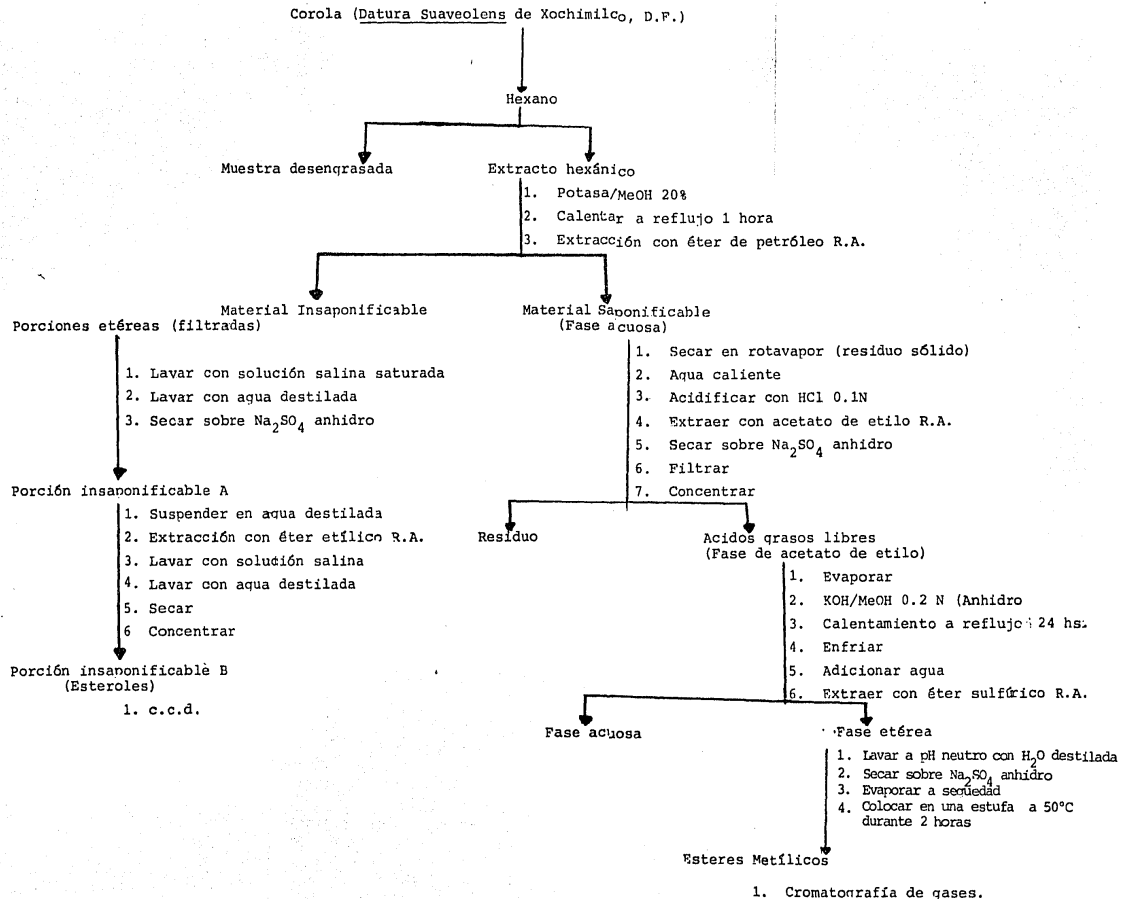 Corola (Datura Suaveolens de Xochimilco, D.F.)
Hexano
Muestra desengrasada
Extracto hexánico
1. Potasa/MeOH 20%
2. Calentar a reflujo 1 hora
3. Extracción con éter de petróleo R.A.
Material Insaponificable
Porciones etéreas (filtradas)
1. Lavar con solución salina saturada
2. Lavar con agua destilada
3. Secar sobre Na2SO4 anhidro
Porción insaponificable A
1. Suspender en agua destilada
2. Extracción con éter etílico R.A.
3. Lavar con solución salina
4. Lavar con agua destilada
5. Secar
6 Concentrar
Porción insaponificable B
(Esteroles)
1. c.c.d.
Material Saponificable
(Fase acuosa)
1. Secar en rotavapor (residuo sólido)
2. Agua caliente
3. Acidificar con HCl 0.1N
4. Extraer con acetato de etilo R.A.
5. Secar sobre Na2SO4 anhidro
6. Filtrar
7. Concentrar
Residuo
Acidos grasos libres
(Fase de acetato de etilo)
1. Evaporar
2. KOH/MeOH 0.2 N (Anhidro
3. Calentamiento a reflujo 24 hs.
4. Enfriar
5. Adicionar agua
6. Extraer con éter sulfúrico R.A.
Fase acuosa
Fase etérea
1. Lavar a pH neutro con H2O destilada
2. Secar sobre Na2SO4 anhidro
3. Evaporar a sequedad
4. Colocar en una estufa a 50°C
durante 2 horas
Esteres Metílicos
1. Cromatografía de gases.